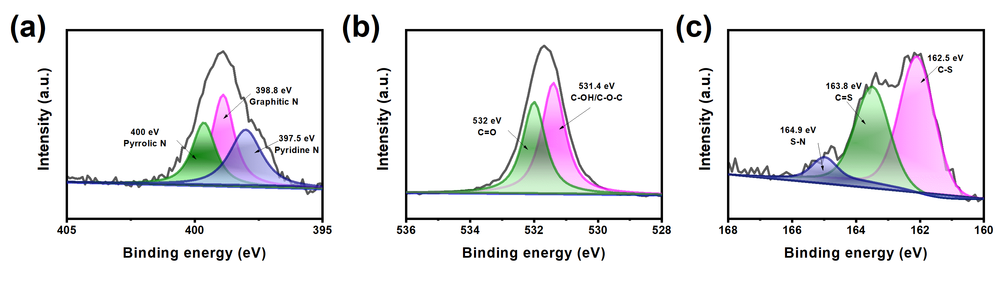 (a)
Intensity (a.u.)
398.8 eV
Graphitic N
400 eV
Pyrrolic N
397.5 eV
Pyridine N
405
400
395
Binding energy (eV)
(b)
Intensity (a.u.)
531.4 eV
C-OH/C-O-C
532 eV
C=O
536
534
532
530
528
Binding energy (eV)
(c)
Intensity (a.u.)
162.5 eV
C-S
163.8 eV
C=S
164.9 eV
S-N
168
166
164
162
160
Binding energy (eV)